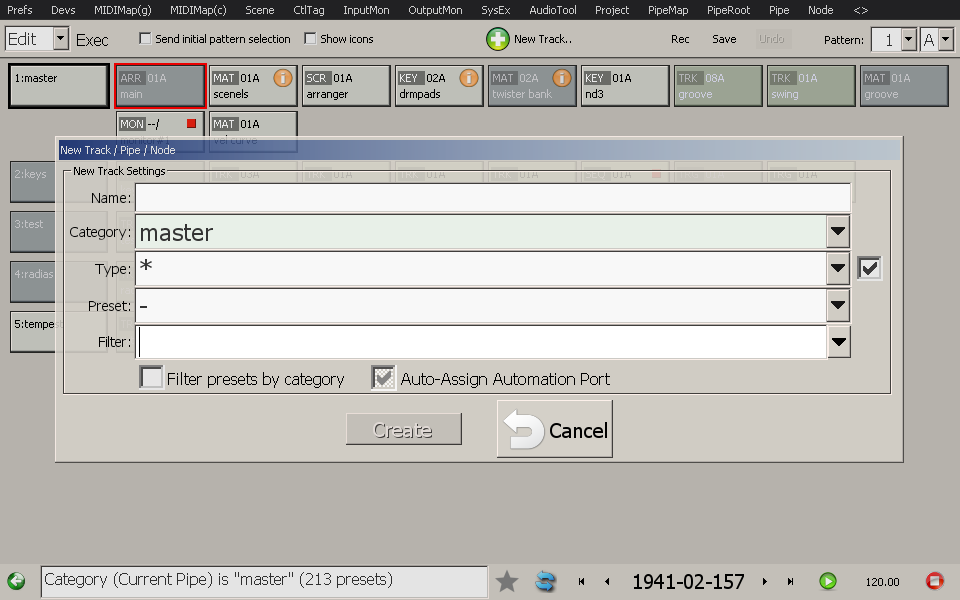 Prefs Devs MIDIMap(g) MIDIMap(c) Scene CtlTag InputMon OutputMon SysEx AudioTool Project PipeMap PipeRoot Pipe Node <>
Edit Exec Send initial pattern selection Show icons New Track.. Rec Save Undo Pattern: 1 A
1:master ARR 01A MAT 01A SCR 01A KEY 02A MAT 02A KEY 01A TRK 08A TRK 01A MAT 01A
main scenels arranger drmpads twister bank nd3 groove swing groove
MON --/ MAT 01A
vel curve
New Track / Pipe / Node
2:keys
New Track Settings
Name:
3:test
Category: master
Type: *
4:radias
Preset: -
5:tempest
Filter:
Filter presets by category Auto-Assign Automation Port
Create Cancel
Category (Current Pipe) is "master" (213 presets) 1941-02-157 120.00